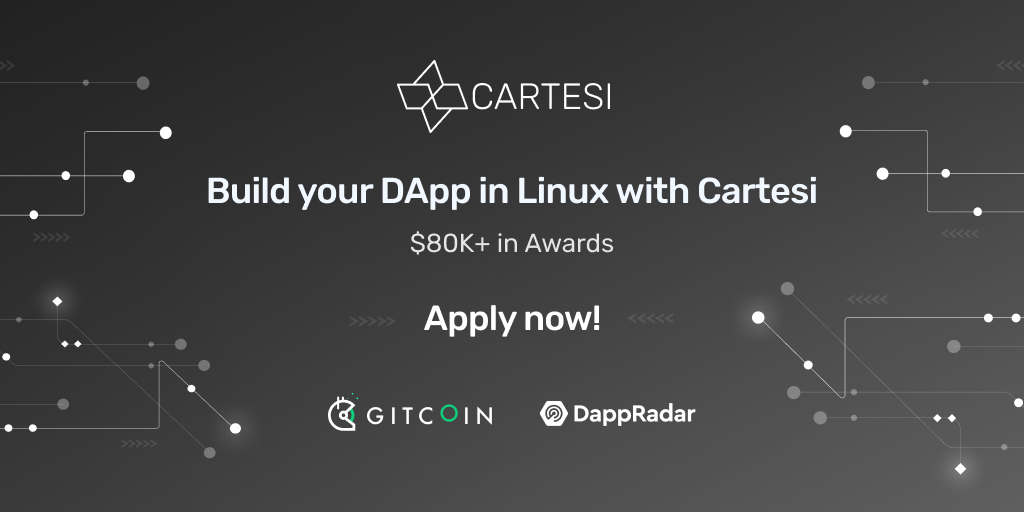 CARTESI
Build your DApp in Linux with Cartesi
$80K+ in Awards
Apply now!
GITCOIN
DappRadar